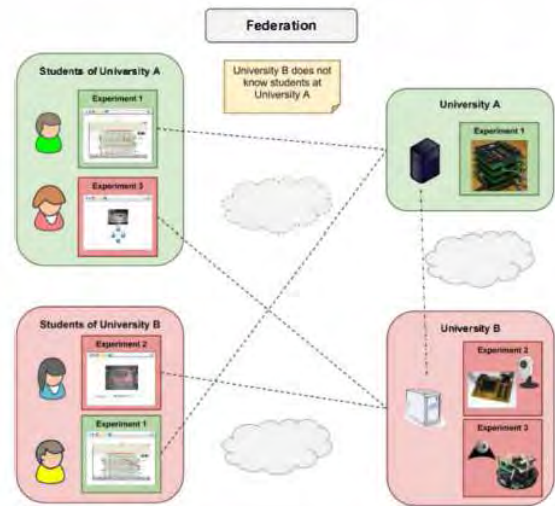 Federation
Students of University A
Experiment 1
Experiment 3
University B does not
know students at
University A
University A
Experiment 1
Students of University B
Experiment 2
Experiment 1
University B
Experiment 2
Experiment 3